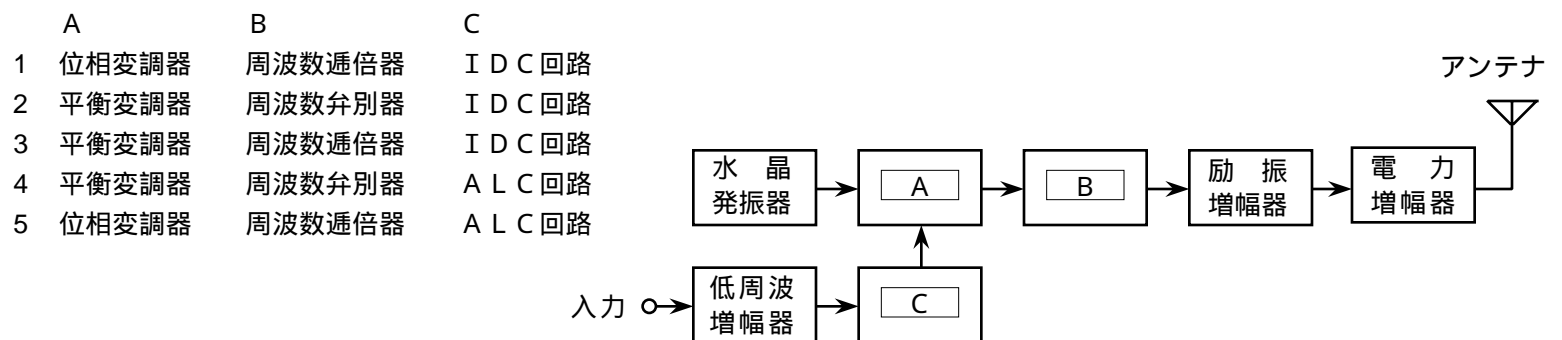 A B C
1 位相変調器 周波数逓倍器 ＩＤＣ回路
2 平衡変調器 周波数弁別器 ＩＤＣ回路
3 平衡変調器 周波数逓倍器 ＩＤＣ回路
4 平衡変調器 周波数弁別器 ＡＬＣ回路
5 位相変調器 周波数逓倍器 ＡＬＣ回路
アンテナ
水晶
発振器
A
B
励振
増幅器
電力
増幅器
入力
低周波
増幅器
C